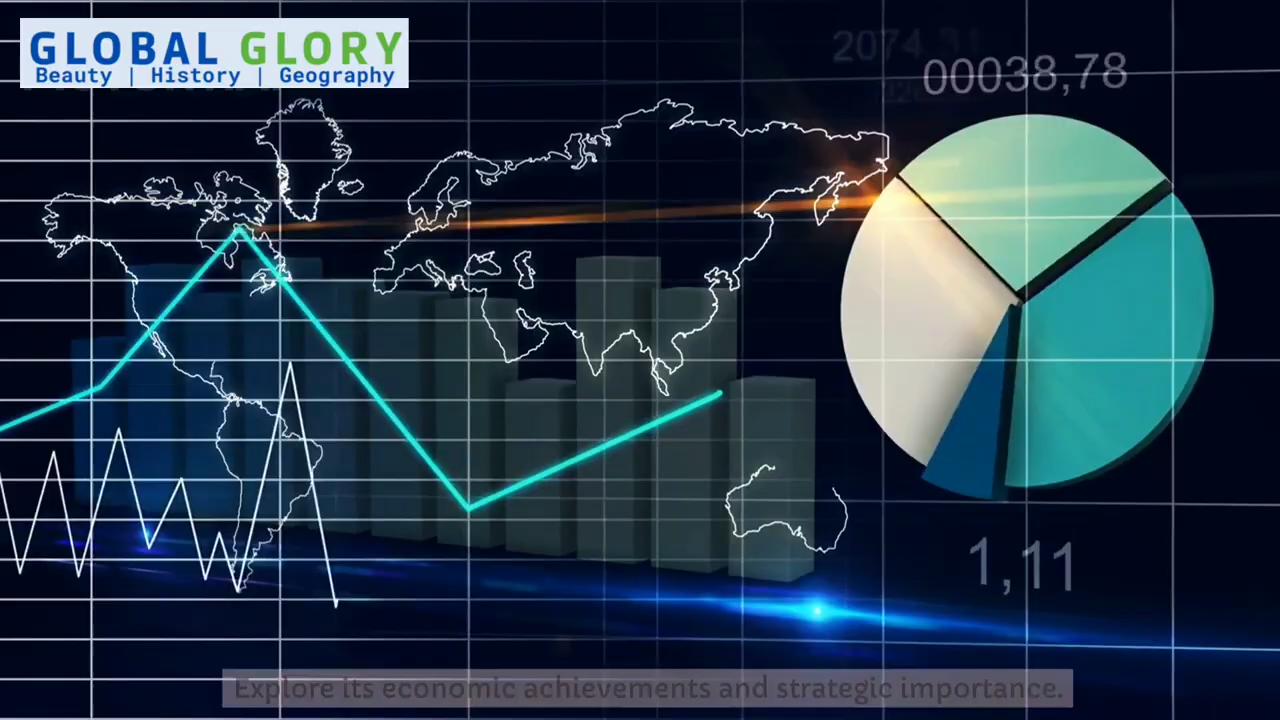 GLOBAL GLORY
Beauty | History | Geography
00038,78
1,11
Explore its economic achievements and strategic importance.